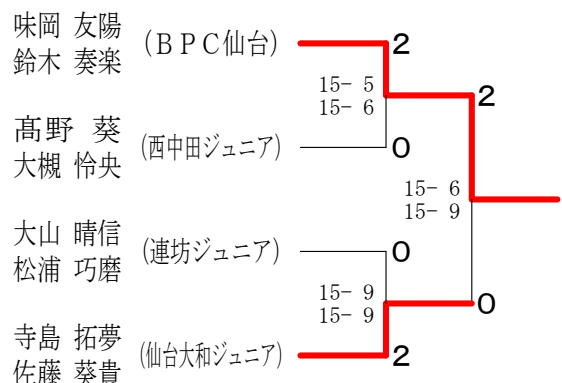 味岡 友陽
鈴木 奏楽
(ＢＰＣ仙台)
2
15- 5
15- 6
2
髙野 葵
大槻 怜央
(西中田ジュニア)
0
15- 6
15- 9
大山 晴信
松浦 巧磨
(連坊ジュニア)
0
15- 9
15- 9
0
寺島 拓夢
佐藤 葵貴
(仙台大和ジュニア)
2